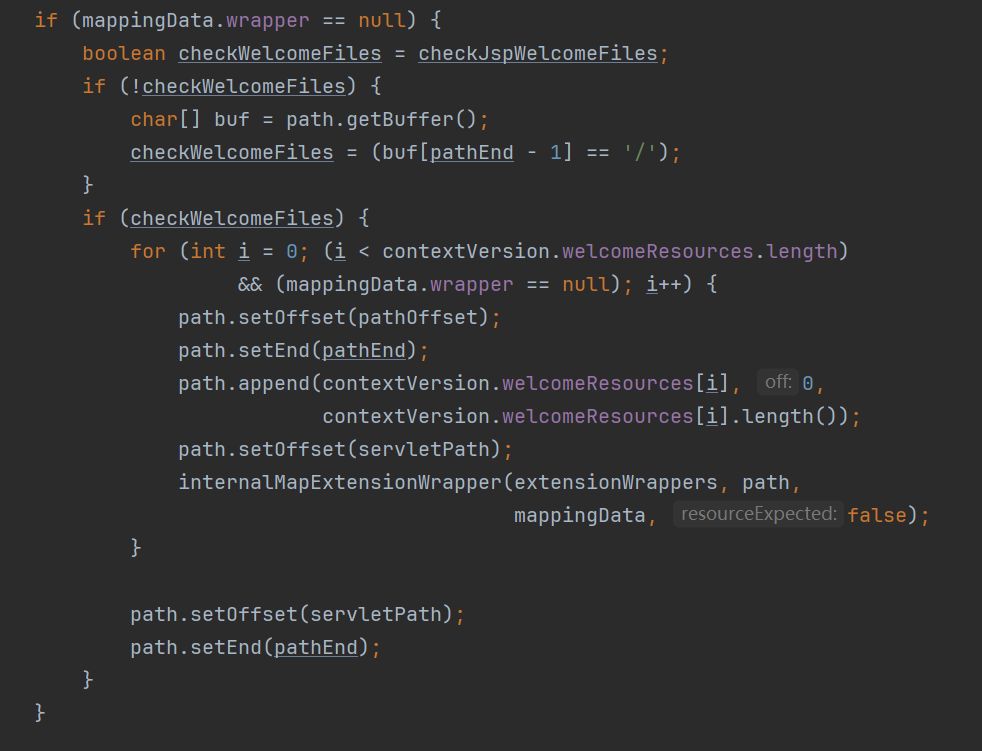 if (mappingData.wrapper == null) {
boolean checkWelcomeFiles = checkJspWelcomeFiles;
if (!checkWelcomeFiles) {
char[] buf = path.getBuffer();
checkWelcomeFiles = (buf[pathEnd - 1] == '/');
}
if (checkWelcomeFiles) {
for (int i = 0; (i < contextVersion.welcomeResources.length)
&& (mappingData.wrapper == null); i++) {
path.setOffset(pathOffset);
path.setEnd(pathEnd);
path.append(contextVersion.welcomeResources[i], off: 0,
contextVersion.welcomeResources[i].length());
path.setOffset(servletPath);
internalMapExtensionWrapper(extensionWrappers, path,
mappingData, resourceExpected: false);
}
path.setOffset(servletPath);
path.setEnd(pathEnd);
}
}